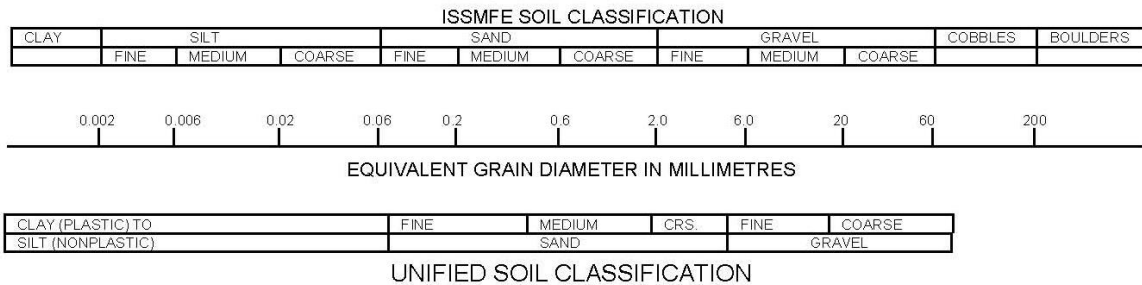 ISSMFE SOIL CLASSIFICATION
CLAY SILT SAND GRAVEL COBBLES BOULDERS
FINE MEDIUM COARSE FINE MEDIUM COARSE FINE MEDIUM COARSE
0.002 0.006 0.02 0.06 0.2 0.6 2.0 6.0 20 60 200
EQUIVALENT GRAIN DIAMETER IN MILLIMETRES
CLAY (PLASTIC) TO FINE MEDIUM CRS. FINE COARSE
SILT (NONPLASTIC) SAND GRAVEL
UNIFIED SOIL CLASSIFICATION